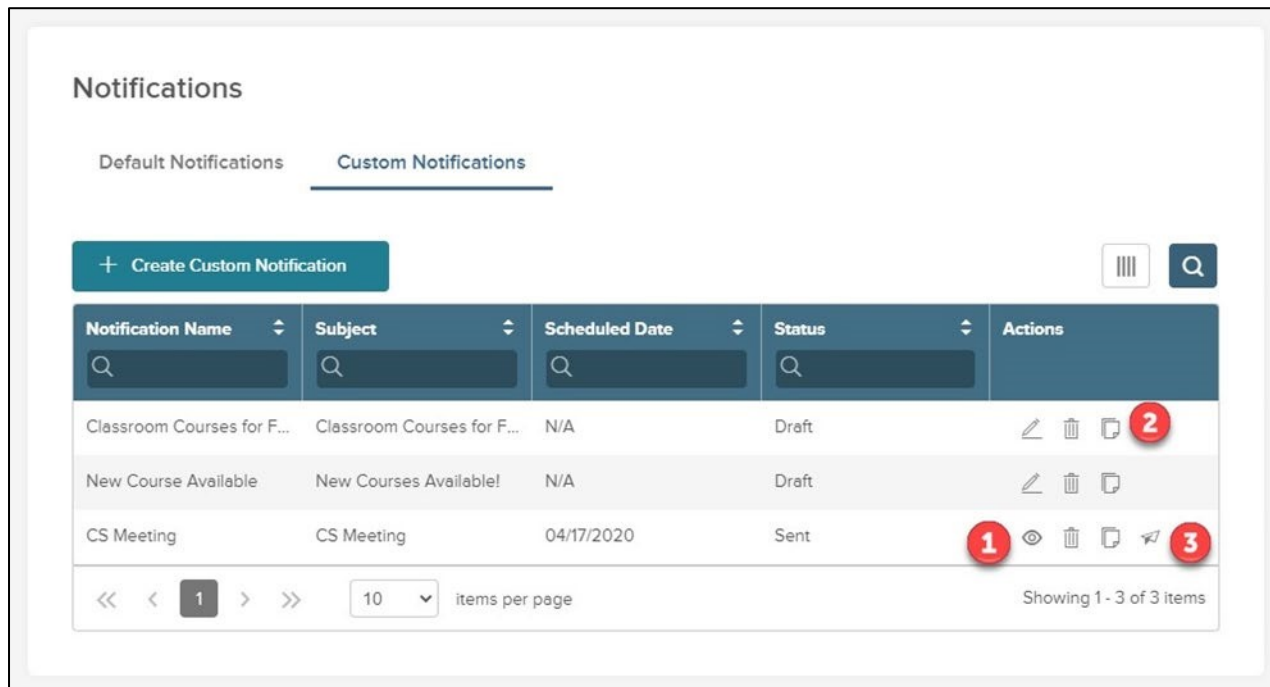 Notifications
Default Notifications Custom Notifications
+ Create Custom Notification
Notification Name Subject Scheduled Date Status Actions
Classroom Courses for F... Classroom Courses for F... N/A Draft 2
New Course Available New Courses Available! N/A Draft
CS Meeting CS Meeting 04/17/2020 Sent 1 3
1 10 items per page Showing 1 - 3 of 3 items